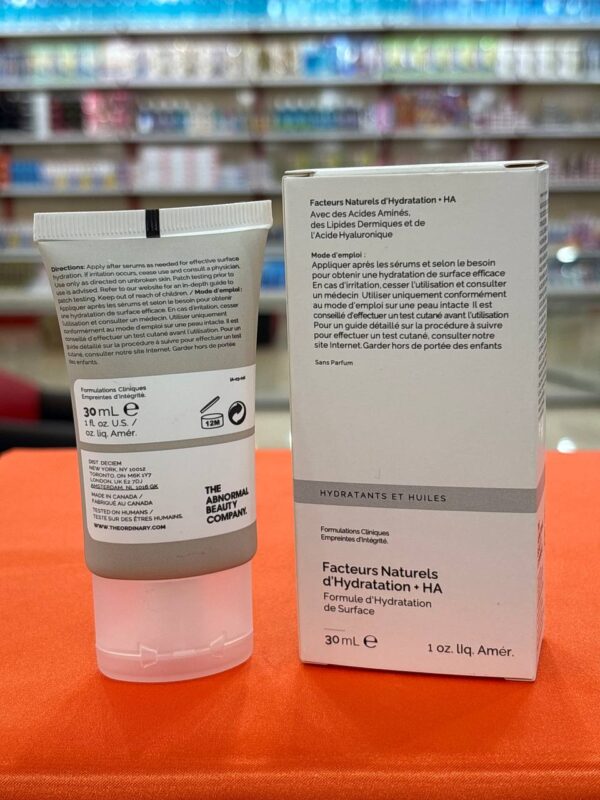 Directions: Apply after serums as needed for effective surface
hydration. If irritation occurs, cease use and consult a physician.
Use only as directed on unbroken skin. Patch testing prior to
use is advised. Refer to our website for an in-depth guide to
patch testing. Keep out of reach of children. / Mode d'emploi :
Appliquer après les sérums et selon le besoin pour obtenir
une hydratation de surface efficace. En cas d'irritation, cesser
l'utilisation et consulter un médecin. Utiliser uniquement
conformément au mode d'emploi sur une peau intacte. Il est
conseillé d'effectuer un test cutané avant l'utilisation. Pour un
guide détaillé sur la procédure à suivre pour effectuer un test
cutané, consulter notre site Internet. Garder hors de portée
des enfants.
Formulations Cliniques
Empreintes d'Intégrité.
30 mL e
1 fl. oz. U.S. /
oz. liq. Amér.
12M
DIST. DECIEM
NEW YORK, NY 10012
TORONTO, ON M6K 1Y7
LONDON, UK E2 7DJ
AMSTERDAM, NL 1016 GK
MADE IN CANADA /
FABRIQUÉ AU CANADA
TESTED ON HUMANS /
TESTÉ SUR DES ÊTRES HUMAINS.
WWW.THEORDINARY.COM
THE
ABNORMAL
BEAUTY
COMPANY.
Facteurs Naturels d'Hydratation + HA
Avec des Acides Aminés,
des Lipides Dermiques et de
l'Acide Hyaluronique
Mode d'emploi :
Appliquer après les sérums et selon le besoin
pour obtenir une hydratation de surface efficace
En cas d'irritation, cesser l'utilisation et consulter
un médecin Utiliser uniquement conformément
au mode d'emploi sur une peau intacte Il est
conseillé d'effectuer un test cutané avant l'utilisation
Pour un guide détaillé sur la procédure à suivre
pour effectuer un test cutané, consulter notre
site Internet. Garder hors de portée des enfants
Sans Parfum
HYDRATANTS ET HUILES
Formulations Cliniques
Empreintes d'Intégrité.
Facteurs Naturels
d'Hydratation + HA
Formule d'Hydratation
de Surface
30 mL e
1 oz. liq. Amér.